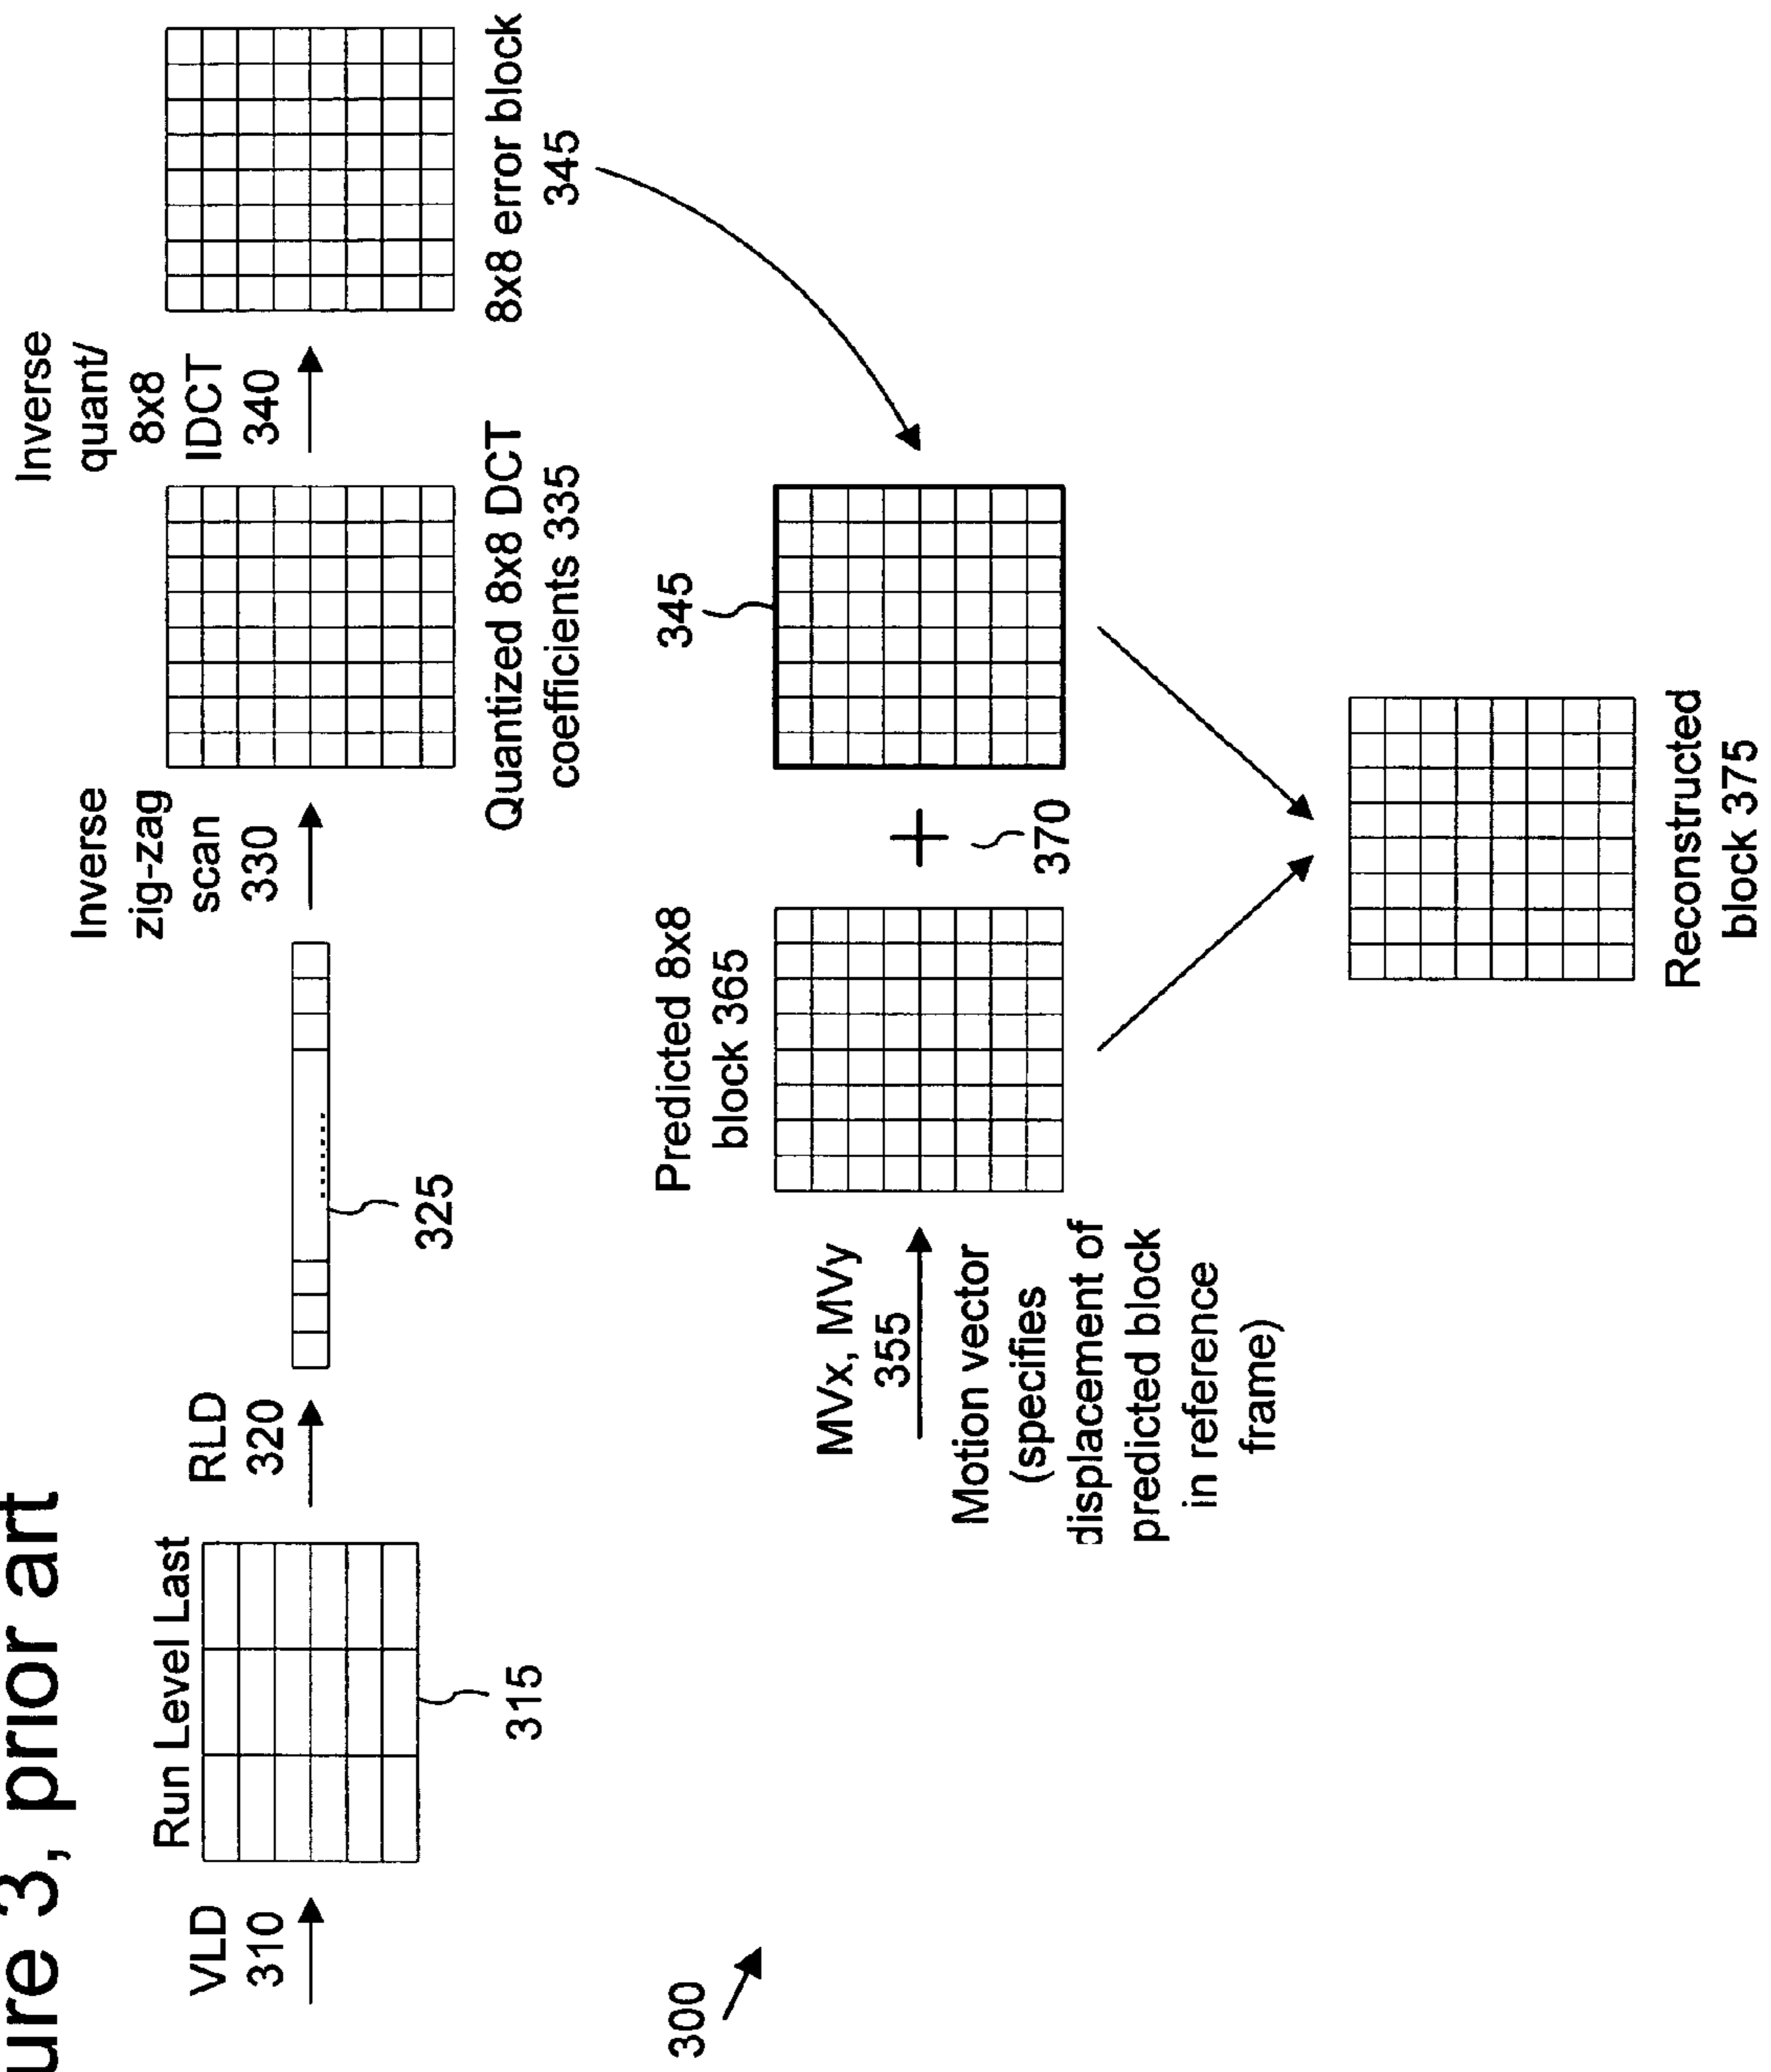 ure 3, prior art
VLD
310
Run Level Last
315
RLD
320
325
Inverse
zig-zag
scan
330
Quantized 8x8 DCT
coefficients 335
Inverse
quant/
8x8
IDCT
340
8x8 error block
345
300
MVx, MVy
355
Motion vector
(specifies
displacement of
predicted block
in reference
frame)
Predicted 8x8
block 365
+
370
345
Reconstructed
block 375